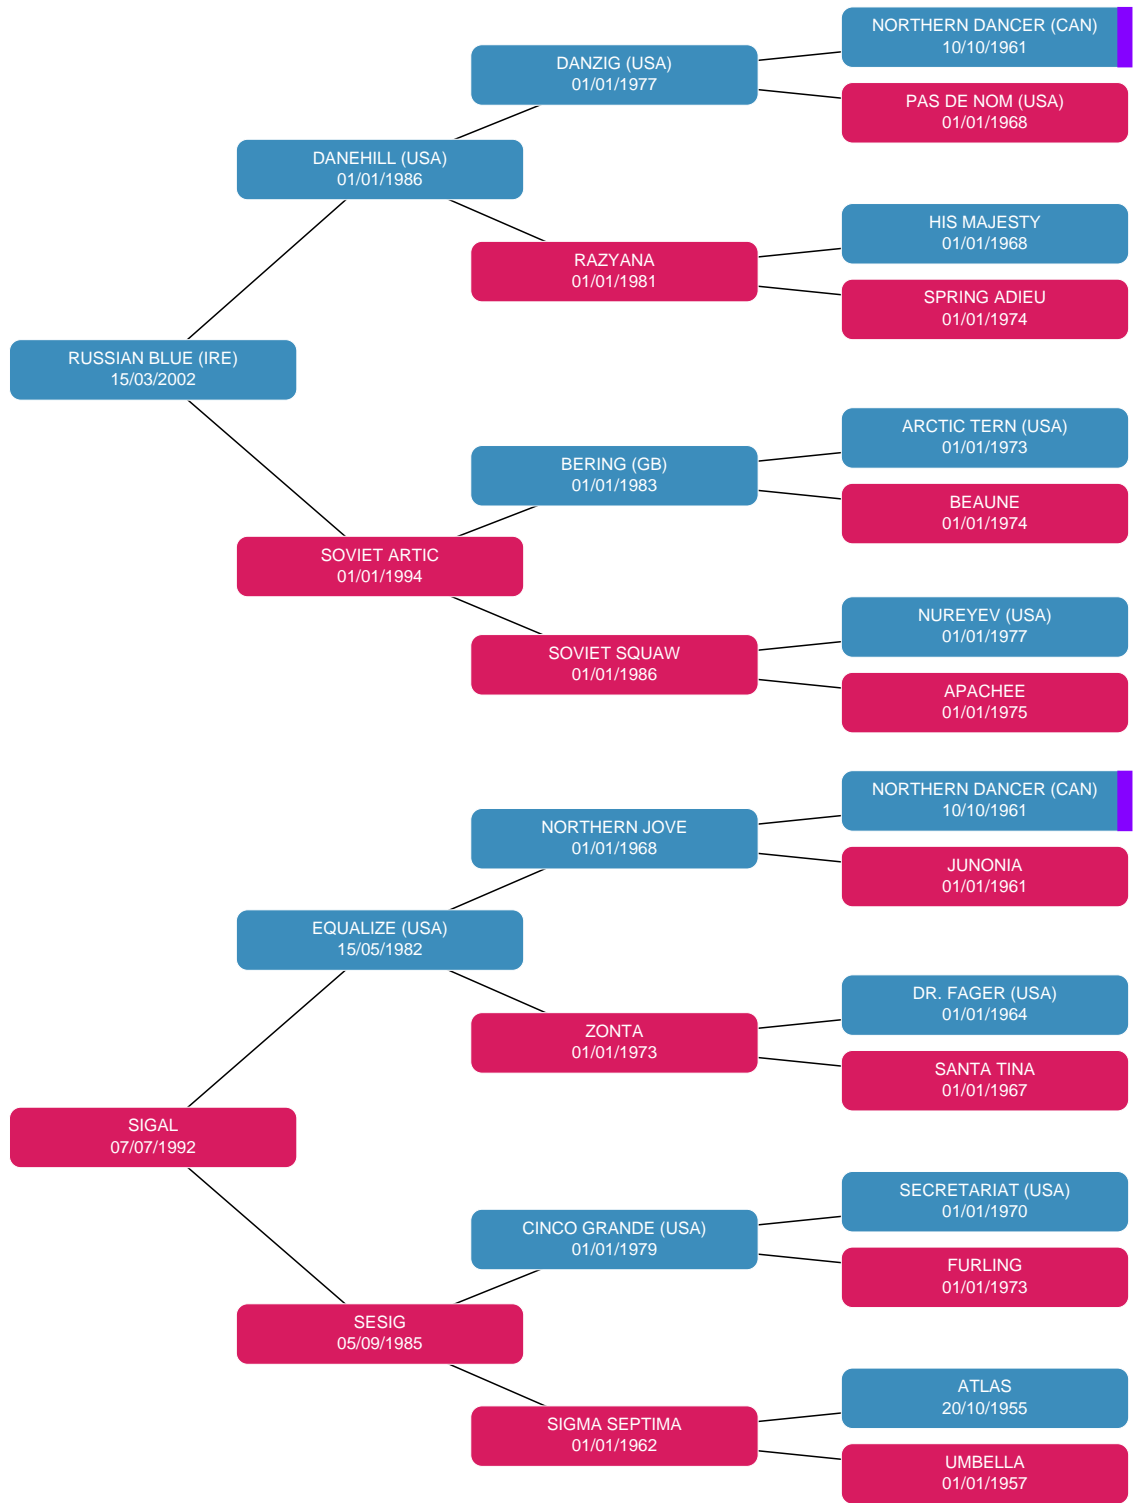 NORTHERN DANCER (CAN)
10/10/1961
DANZIG (USA)
01/01/1977
PAS DE NOM (USA)
01/01/1968
DANEHILL (USA)
01/01/1986
HIS MAJESTY
01/01/1968
RAZYANA
01/01/1981
SPRING ADIEU
01/01/1974
RUSSIAN BLUE (IRE)
15/03/2002
ARCTIC TERN (USA)
01/01/1973
BERING (GB)
01/01/1983
BEAUNE
01/01/1974
SOVIET ARTIC
01/01/1994
NUREYEV (USA)
01/01/1977
SOVIET SQUAW
01/01/1986
APACHEE
01/01/1975
NORTHERN DANCER (CAN)
10/10/1961
NORTHERN JOVE
01/01/1968
JUNONIA
01/01/1961
EQUALIZE (USA)
15/05/1982
DR. FAGER (USA)
01/01/1964
ZONTA
01/01/1973
SANTA TINA
01/01/1967
SIGAL
07/07/1992
SECRETARIAT (USA)
01/01/1970
CINCO GRANDE (USA)
01/01/1979
FURLING
01/01/1973
SESIG
05/09/1985
ATLAS
20/10/1955
SIGMA SEPTIMA
01/01/1962
UMBELLA
01/01/1957